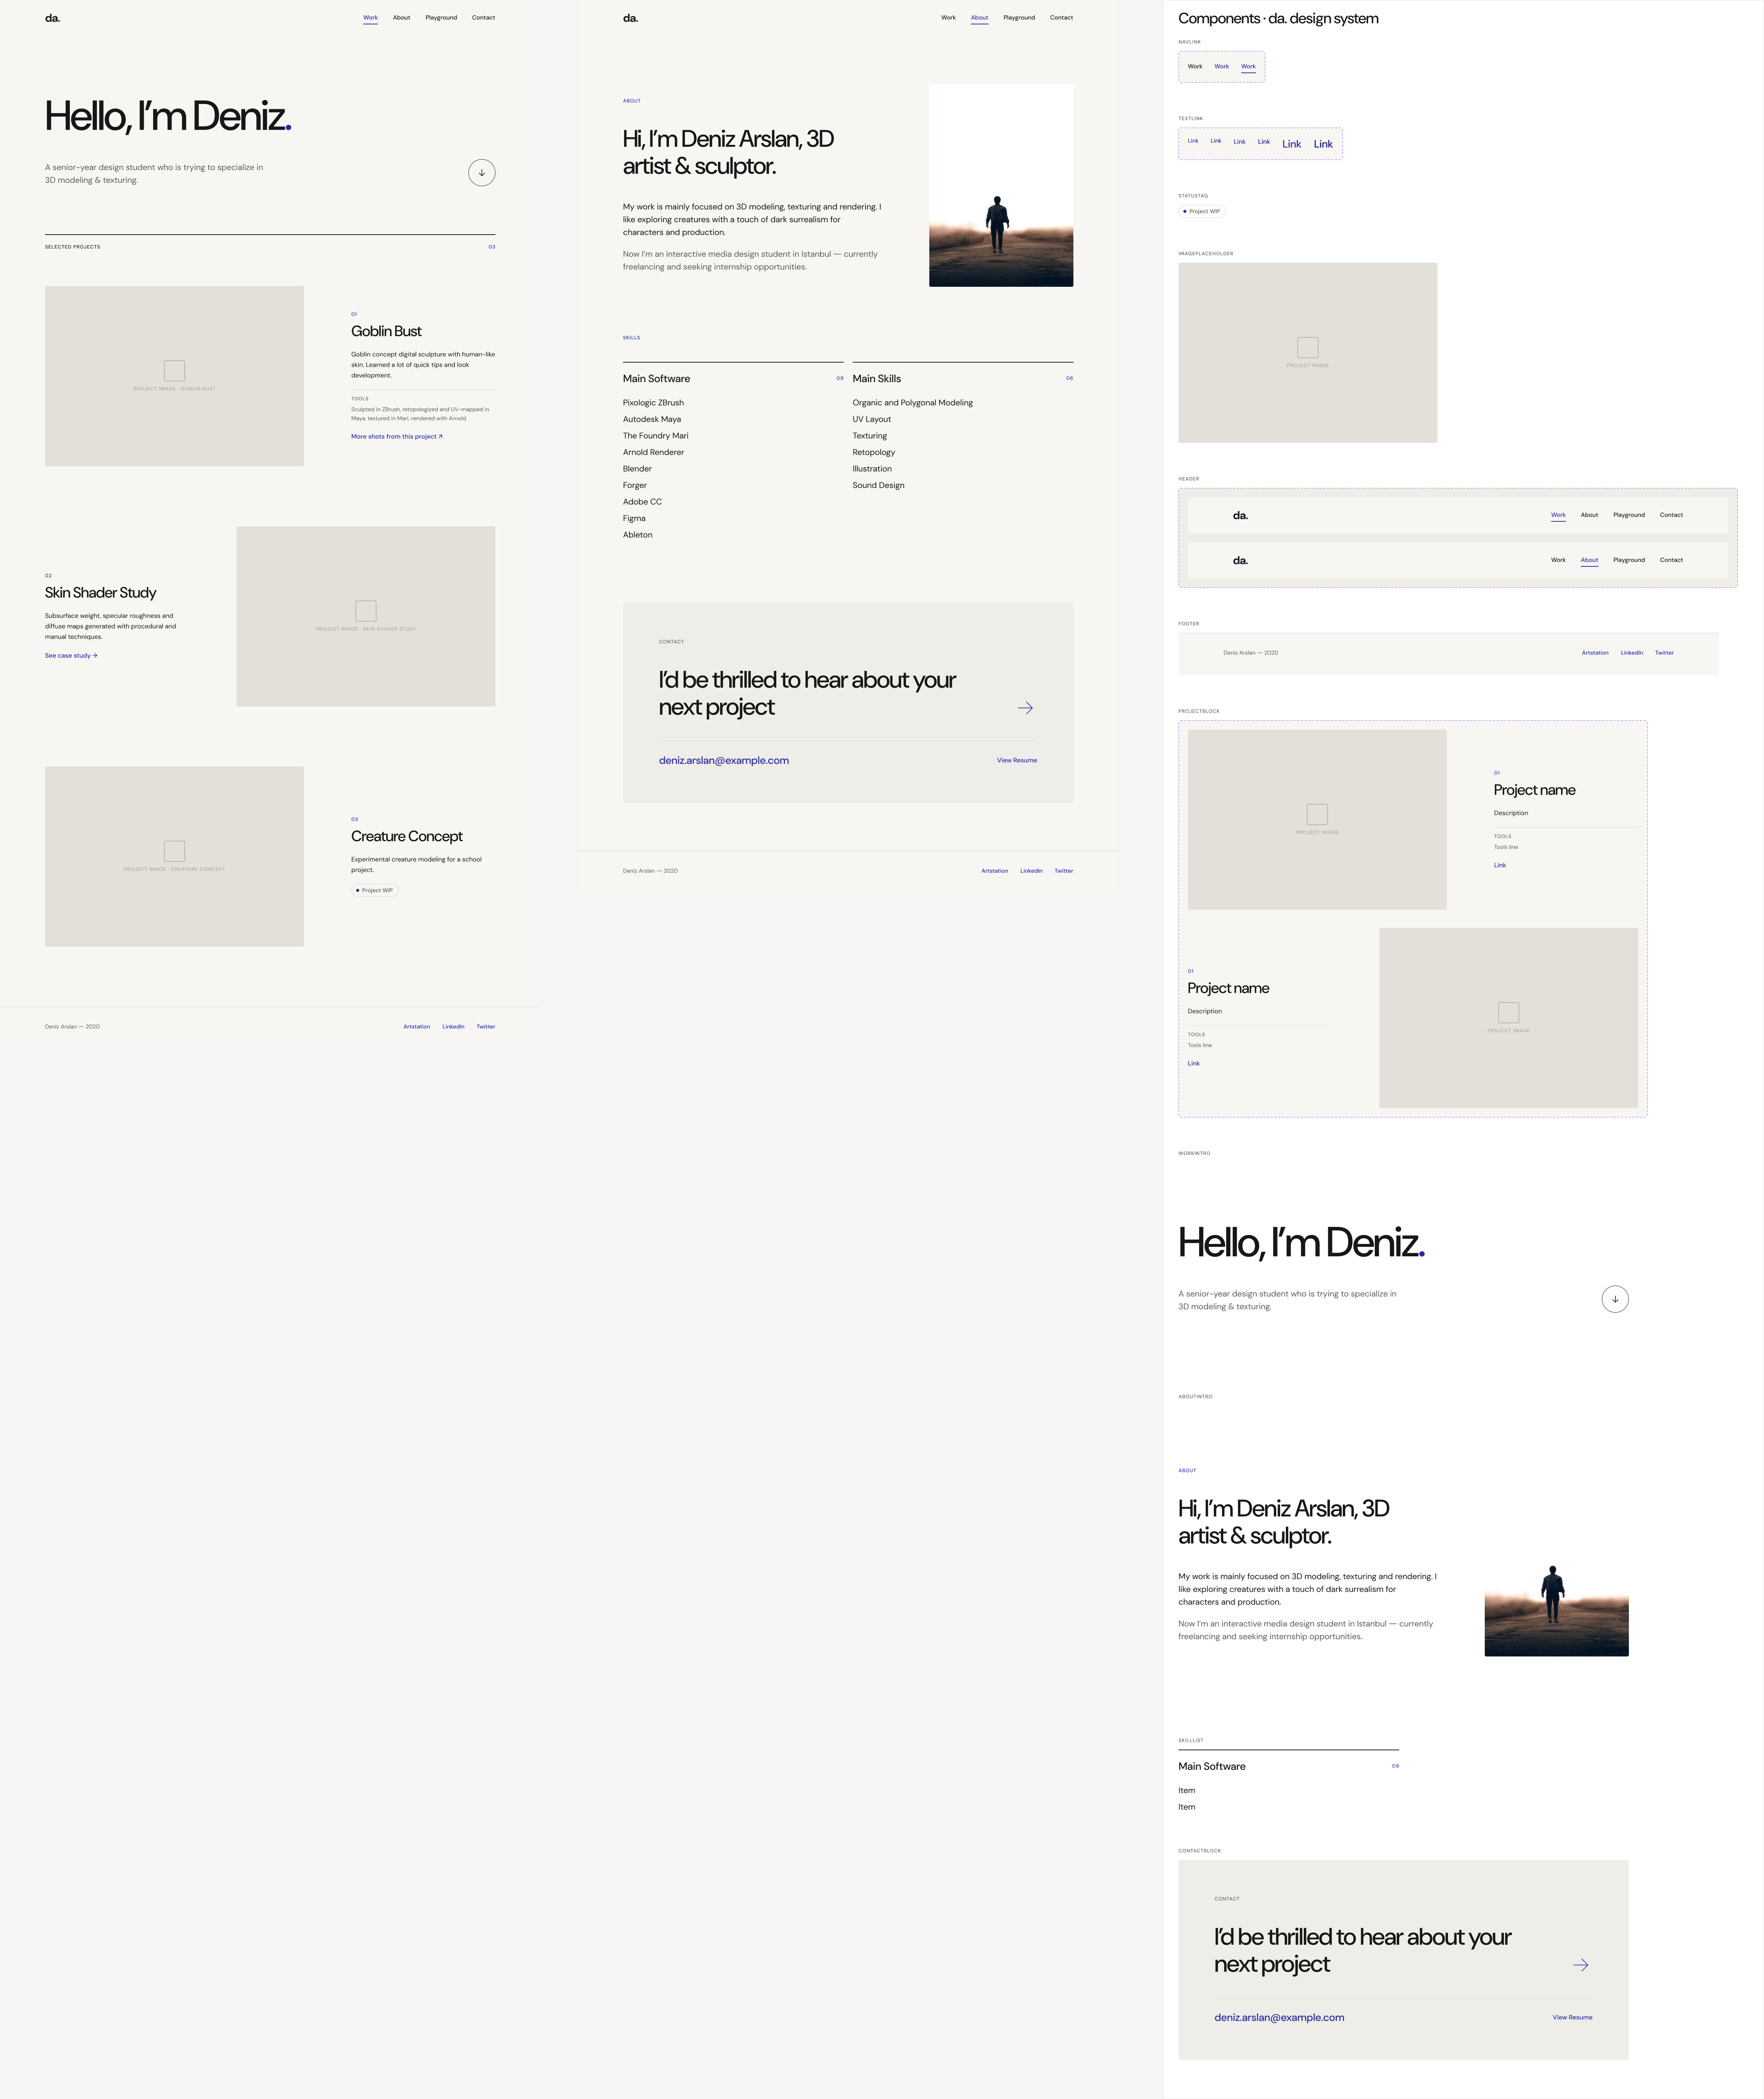 da.
Work About Playground Contact
Hello, I’m Deniz.
A senior-year design student who is trying to specialize in
3D modeling & texturing.
SELECTED PROJECTS 03
PROJECT IMAGE · GOBLIN BUST
01
Goblin Bust
Goblin concept digital sculpture with human-like
skin. Learned a lot of quick tips and look
development.
TOOLS
Sculpted in ZBrush, retopologized and UV-mapped in
Maya, textured in Mari, rendered with Arnold.
More shots from this project ↗
02
Skin Shader Study
Subsurface weight, specular roughness and
diffuse maps generated with procedural and
manual techniques.
See case study →
PROJECT IMAGE · SKIN SHADER STUDY
PROJECT IMAGE · CREATURE CONCEPT
03
Creature Concept
Experimental creature modeling for a school
project.
Project WIP
Deniz Arslan — 2020
Artstation LinkedIn Twitter
da.
Work About Playground Contact
ABOUT
Hi, I’m Deniz Arslan, 3D
artist & sculptor.
My work is mainly focused on 3D modeling, texturing and rendering. I
like exploring creatures with a touch of dark surrealism for
characters and production.
Now I’m an interactive media design student in Istanbul — currently
freelancing and seeking internship opportunities.
SKILLS
Main Software 09
Pixologic ZBrush
Autodesk Maya
The Foundry Mari
Arnold Renderer
Blender
Forger
Adobe CC
Figma
Ableton
Main Skills 06
Organic and Polygonal Modeling
UV Layout
Texturing
Retopology
Illustration
Sound Design
CONTACT
I’d be thrilled to hear about your
next project
deniz.arslan@example.com
View Resume
Deniz Arslan — 2020
Artstation LinkedIn Twitter
Components · da. design system
NAVLINK
Work Work Work
TEXTLINK
Link Link Link Link Link Link
STATUSTAG
Project WIP
IMAGEPLACEHOLDER
PROJECT IMAGE
HEADER
da.
Work About Playground Contact
da.
Work About Playground Contact
FOOTER
Deniz Arslan — 2020
Artstation LinkedIn Twitter
PROJECTBLOCK
PROJECT IMAGE
01
Project name
Description
TOOLS
Tools line
Link
01
Project name
Description
TOOLS
Tools line
Link
PROJECT IMAGE
WORKINTRO
Hello, I’m Deniz.
A senior-year design student who is trying to specialize in
3D modeling & texturing.
ABOUTINTRO
ABOUT
Hi, I’m Deniz Arslan, 3D
artist & sculptor.
My work is mainly focused on 3D modeling, texturing and rendering. I
like exploring creatures with a touch of dark surrealism for
characters and production.
Now I’m an interactive media design student in Istanbul — currently
freelancing and seeking internship opportunities.
SKILLLIST
Main Software 09
Item
Item
CONTACTBLOCK
CONTACT
I’d be thrilled to hear about your
next project
deniz.arslan@example.com
View Resume